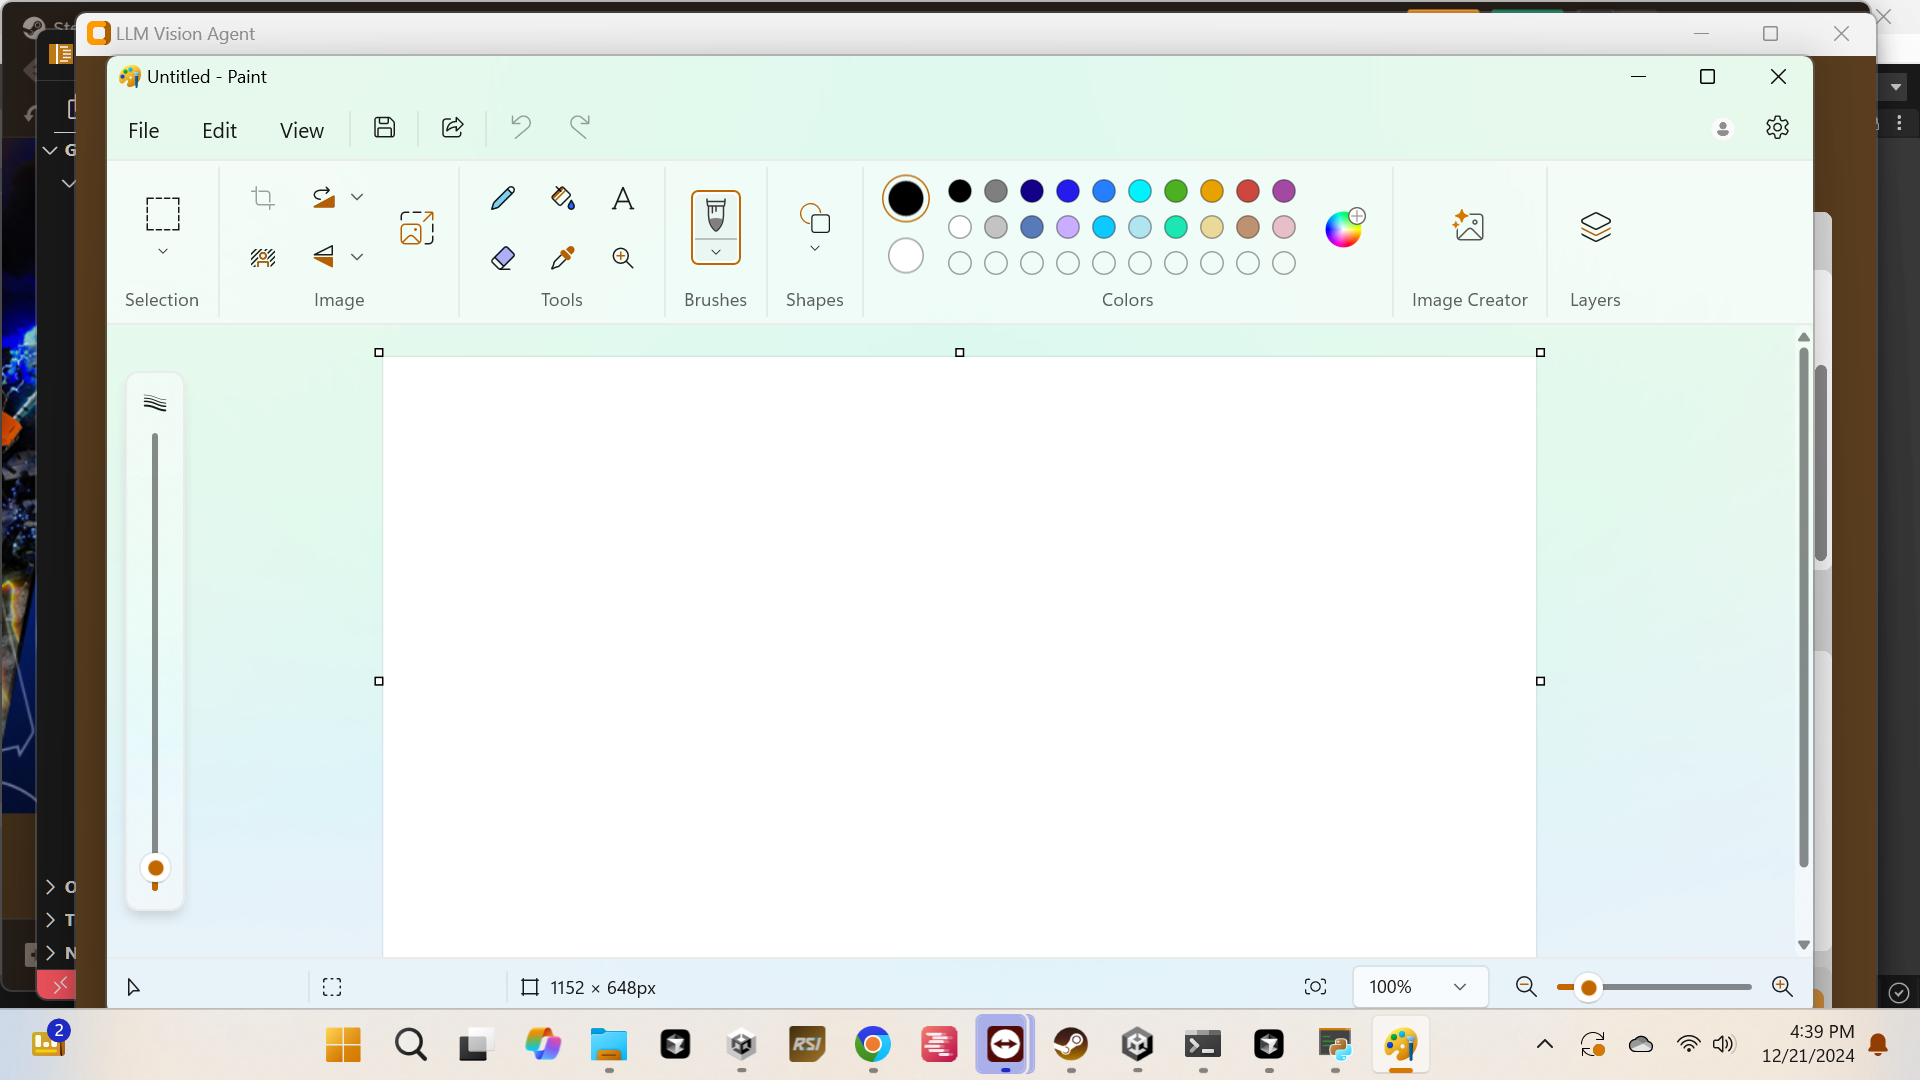 LLM Vision Agent
Untitled - Paint
File Edit View
Selection Image Tools Brushes Shapes Colors Image Creator Layers
1152 × 648px
100%
2
RSI
4:39 PM
12/21/2024